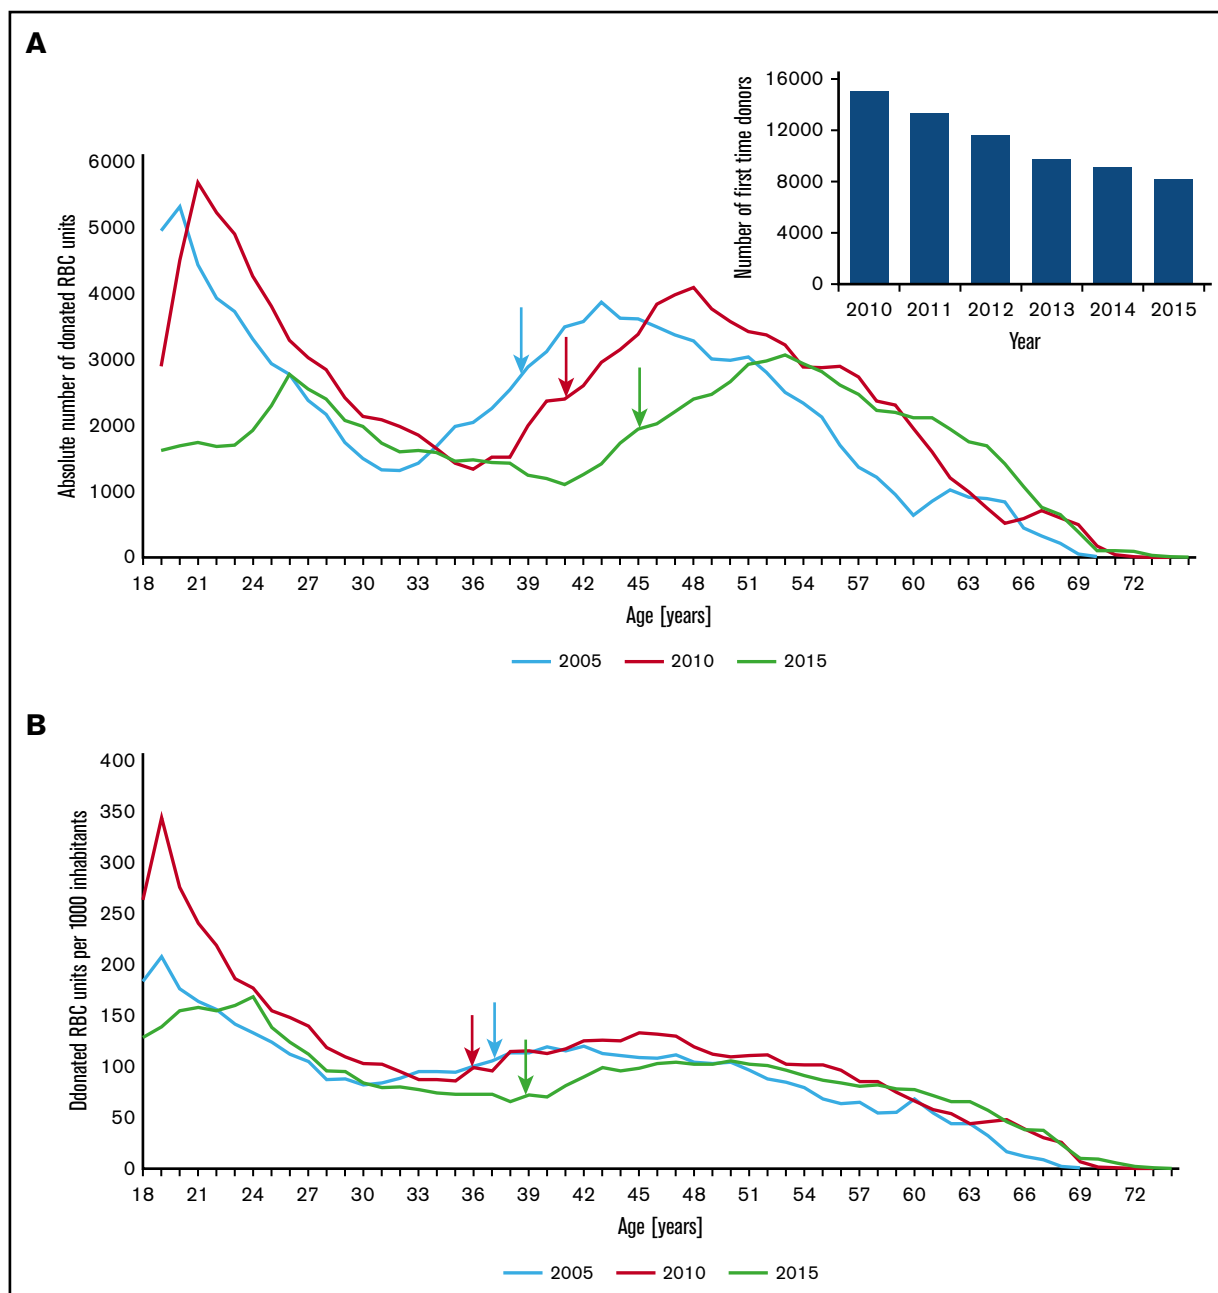 A
Number of first time donors
16000
12000
8000
4000
0
2010 2011 2012 2013 2014 2015
Year
Absolute number of donated RBC units
6000
5000
4000
3000
2000
1000
0
18 21 24 27 30 33 36 39 42 45 48 51 54 57 60 63 66 69 72
Age [years]
2005 2010 2015
B
Ddonated RBC units per 1000 inhabitants
400
350
300
250
200
150
100
50
0
18 21 24 27 30 33 36 39 42 45 48 51 54 57 60 63 66 69 72
Age [years]
2005 2010 2015